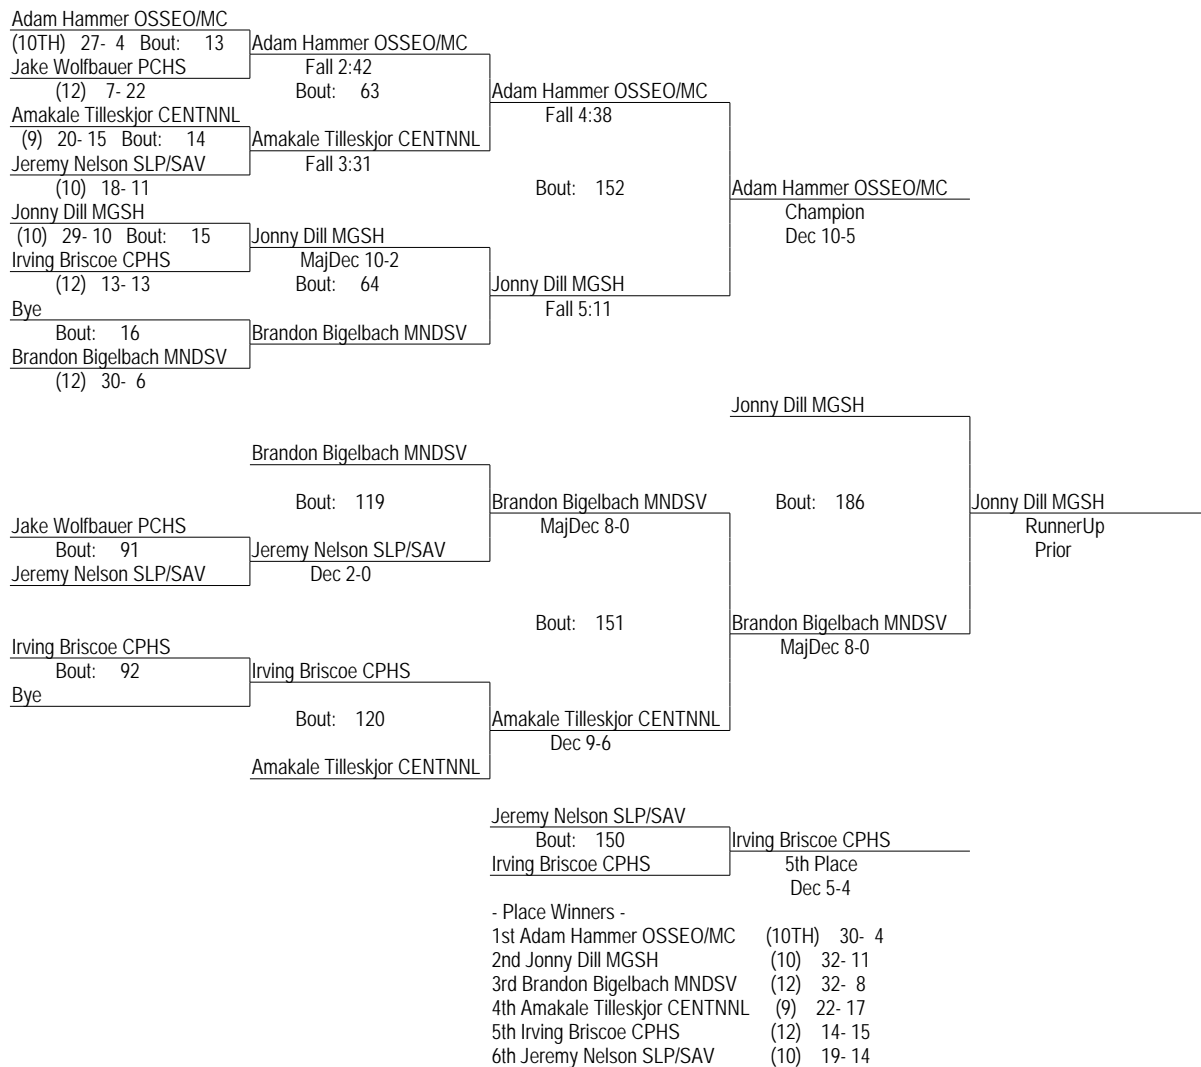 Adam Hammer OSSEO/MC
(10TH) 27- 4 Bout: 13
Jake Wolfbauer PCHS
(12) 7- 22
Amakale Tilleskjor CENTNNL
(9) 20- 15 Bout: 14
Jeremy Nelson SLP/SAV
(10) 18- 11
Jonny Dill MGSH
(10) 29- 10 Bout: 15
Irving Briscoe CPHS
(12) 13- 13
Bye
Bout: 16
Brandon Bigelbach MNDSV
(12) 30- 6
Adam Hammer OSSEO/MC
Fall 2:42
Bout: 63
Amakale Tilleskjor CENTNNL
Fall 3:31
Jonny Dill MGSH
MajDec 10-2
Bout: 64
Brandon Bigelbach MNDSV
Adam Hammer OSSEO/MC
Fall 4:38
Bout: 152
Jonny Dill MGSH
Fall 5:11
Adam Hammer OSSEO/MC
Champion
Dec 10-5
Jake Wolfbauer PCHS
Bout: 91
Jeremy Nelson SLP/SAV
Irving Briscoe CPHS
Bout: 92
Bye
Brandon Bigelbach MNDSV
Bout: 119
Jeremy Nelson SLP/SAV
Dec 2-0
Irving Briscoe CPHS
Bout: 120
Amakale Tilleskjor CENTNNL
Brandon Bigelbach MNDSV
MajDec 8-0
Bout: 151
Amakale Tilleskjor CENTNNL
Dec 9-6
Jonny Dill MGSH
Bout: 186
Brandon Bigelbach MNDSV
MajDec 8-0
Jonny Dill MGSH
RunnerUp
Prior
Jeremy Nelson SLP/SAV
Bout: 150
Irving Briscoe CPHS
Irving Briscoe CPHS
5th Place
Dec 5-4
- Place Winners -
1st Adam Hammer OSSEO/MC (10TH) 30- 4
2nd Jonny Dill MGSH (10) 32- 11
3rd Brandon Bigelbach MNDSV (12) 32- 8
4th Amakale Tilleskjor CENTNNL (9) 22- 17
5th Irving Briscoe CPHS (12) 14- 15
6th Jeremy Nelson SLP/SAV (10) 19- 14